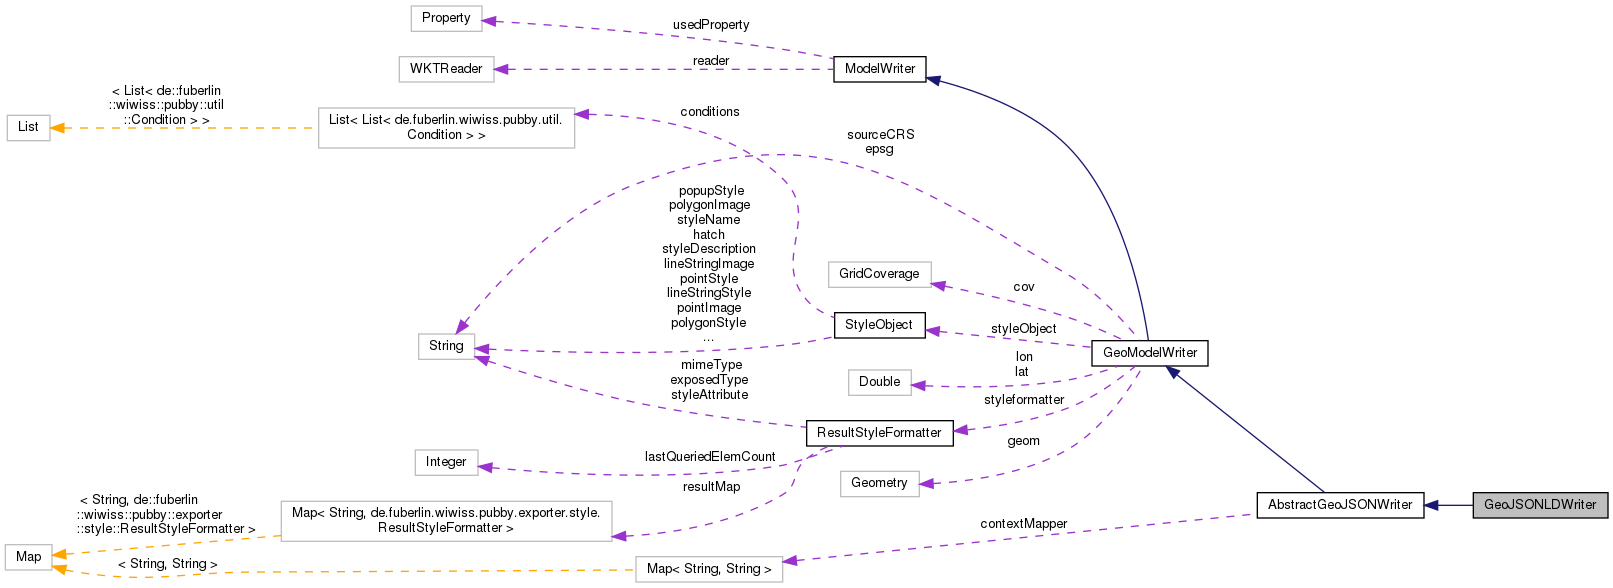 Property
usedProperty
WKTReader
reader
ModelWriter
< List< de::fuberlin
::wiwiss::pubby::util
::Condition > >
List
List< List< de.fuberlin.wiwiss.pubby.util.
Condition > >
conditions
sourceCRS
epsg
popupStyle
polygonImage
styleName
hatch
styleDescription
lineStringImage
pointStyle
lineStringStyle
pointImage
polygonStyle
...
GridCoverage
cov
StyleObject
styleObject
String
GeoModelWriter
lon
lat
Double
mimeType
exposedType
styleAttribute
styleformatter
ResultStyleFormatter
geom
Integer
lastQueriedElemCount
Geometry
resultMap
< String, de::fuberlin
::wiwiss::pubby::exporter
::style::ResultStyleFormatter >
Map< String, de.fuberlin.wiwiss.pubby.exporter.style.
ResultStyleFormatter >
AbstractGeoJSONWriter
GeoJSONLDWriter
contextMapper
Map
< String, String >
Map< String, String >